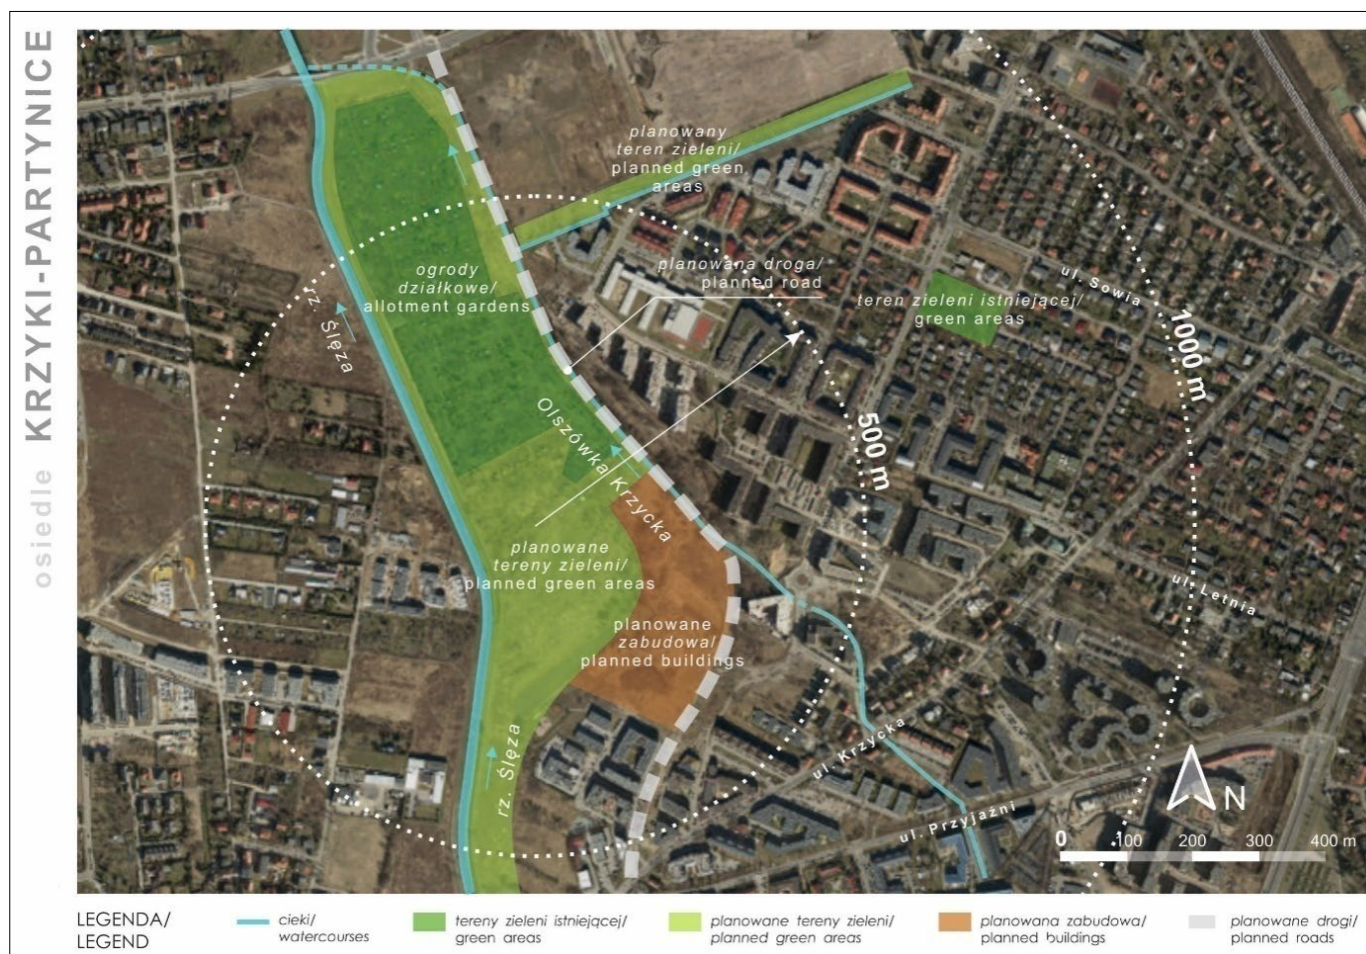 osiedle KRZYKI-PARTYNICE
planowany
teren zieleni/
planned green
areas
planowana droga/
planned road
ogrody
działkowe/
allotment gardens
rz. Ślęza
teren zieleni istniejącej/
green areas
ul. Sowia
1000 m
500 m
Olszówka Krzycka
planowane
tereny zieleni/
planned green areas
planowane
zabudowa/
planned buildings
ul. Letnia
rz. Ślęza
ul. Krzycka
ul. Przyjaźni
N
0 100 200 300 400 m
LEGENDA/
LEGEND
cieki/
watercourses
tereny zieleni istniejącej/
green areas
planowane tereny zieleni/
planned green areas
planowana zabudowa/
planned buildings
planowane drogi/
planned roads